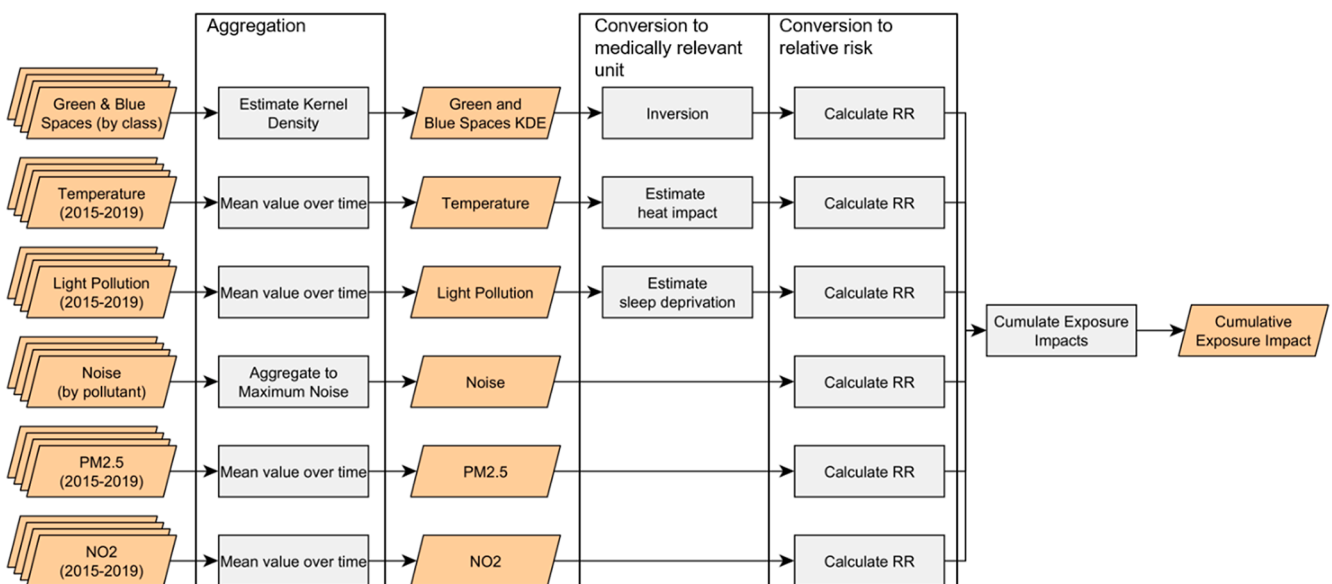 Aggregation
Conversion to
medically relevant
unit
Conversion to
relative risk
Green & Blue
Spaces (by class)
Estimate Kernel
Density
Green and
Blue Spaces KDE
Inversion
Calculate RR
Temperature
(2015-2019)
Mean value over time
Temperature
Estimate
heat impact
Calculate RR
Light Pollution
(2015-2019)
Mean value over time
Light Pollution
Estimate
sleep deprivation
Calculate RR
Cumulate Exposure
Impacts
Cumulative
Exposure Impact
Noise
(by pollutant)
Aggregate to
Maximum Noise
Noise
Calculate RR
PM2.5
(2015-2019)
Mean value over time
PM2.5
Calculate RR
NO2
(2015-2019)
Mean value over time
NO2
Calculate RR